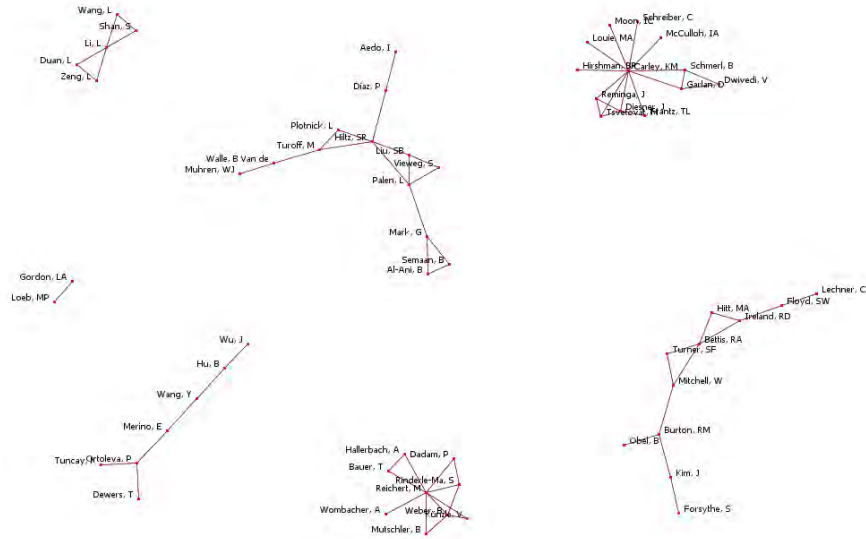 Wang, L
Shan, S
Li, L
Duan, L
Zeng, L
Aedo, I
Díaz, P
Plotnick, L
Hiltz, SR
Turoff, M
Liu, SB
Vieweg, S
Walle, B Van de
Muhren, WJ
Palen, L
Mark, G
Semaan, B
Al-Ani, B
Moon, IC
Schreiber, C
Louie, MA
McCulloh, IA
Hirshman, BR
Carley, KM
Schmerl, B
Garlan, D
Dwivedi, V
Reminga, J
Diesner, J
Tsvetovat, M
Frantz, TL
Gordon, LA
Loeb, MP
Wu, J
Hu, B
Wang, Y
Merino, E
Ortoleva, P
Tuncay, K
Dewers, T
Hallerbach, A
Dadam, P
Bauer, T
Rinderle-Ma, S
Reichert, M
Wombacher, A
Weber, B
Künzle, V
Mutschler, B
Lechner, C
Floyd, SW
Hitt, MA
Ireland, RD
Bettis, RA
Turner, SF
Mitchell, W
Burton, RM
Obel, B
Kim, J
Forsythe, S